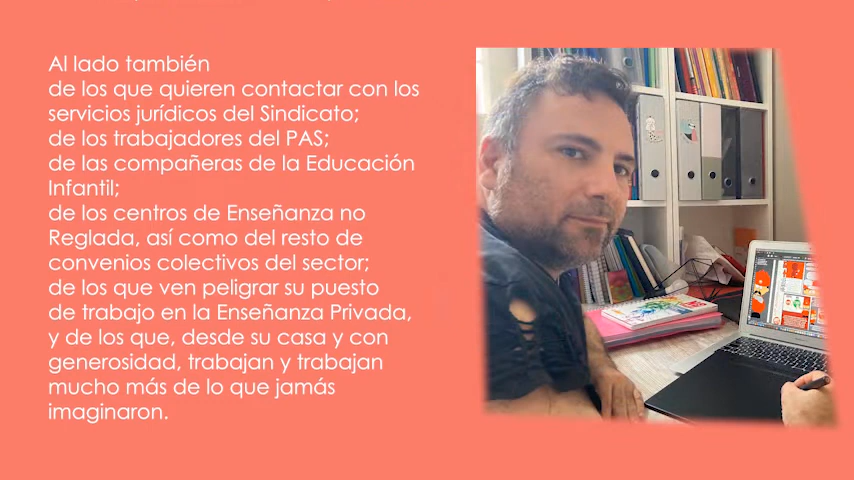 Al lado también
de los que quieren contactar con los
servicios jurídicos del Sindicato;
de los trabajadores del PAS;
de las compañeras de la Educación
Infantil;
de los centros de Enseñanza no
Reglada, así como del resto de
convenios colectivos del sector;
de los que ven peligrar su puesto
de trabajo en la Enseñanza Privada,
y de los que, desde su casa y con
generosidad, trabajan y trabajan
mucho más de lo que jamás
imaginaron.